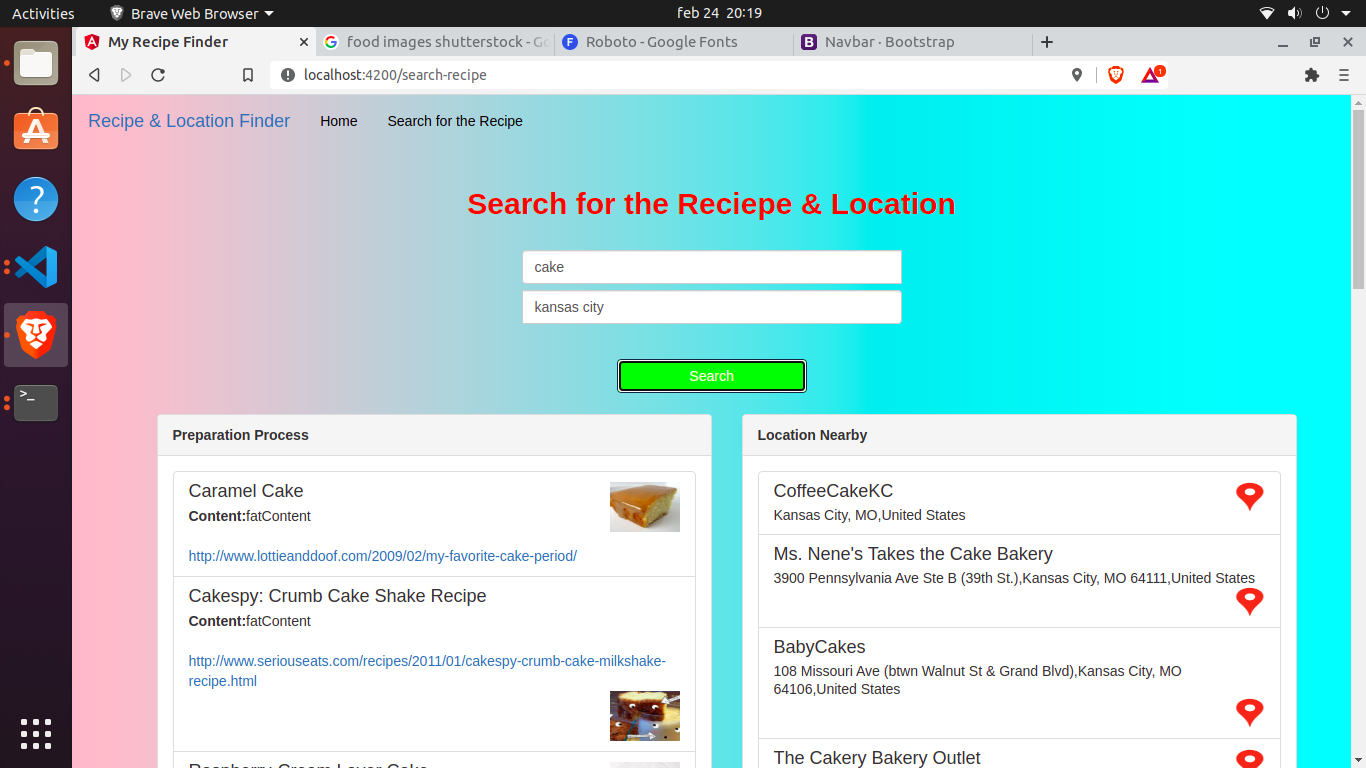 Activities
Brave Web Browser
feb 24 20:19
My Recipe Finder
food images shutterstock - Go
Roboto - Google Fonts
Navbar · Bootstrap
localhost:4200/search-recipe
1
Recipe & Location Finder
Home
Search for the Recipe
Search for the Reciepe & Location
cake
kansas city
Search
Preparation Process
Caramel Cake
Content:fatContent
http://www.lottieanddoof.com/2009/02/my-favorite-cake-period/
Cakespy: Crumb Cake Shake Recipe
Content:fatContent
http://www.seriouseats.com/recipes/2011/01/cakespy-crumb-cake-milkshake-
recipe.html
Raspberry Cream Layer Cake
Location Nearby
CoffeeCakeKC
Kansas City, MO,United States
Ms. Nene's Takes the Cake Bakery
3900 Pennsylvania Ave Ste B (39th St.),Kansas City, MO 64111,United States
BabyCakes
108 Missouri Ave (btwn Walnut St & Grand Blvd),Kansas City, MO
64106,United States
The Cakery Bakery Outlet